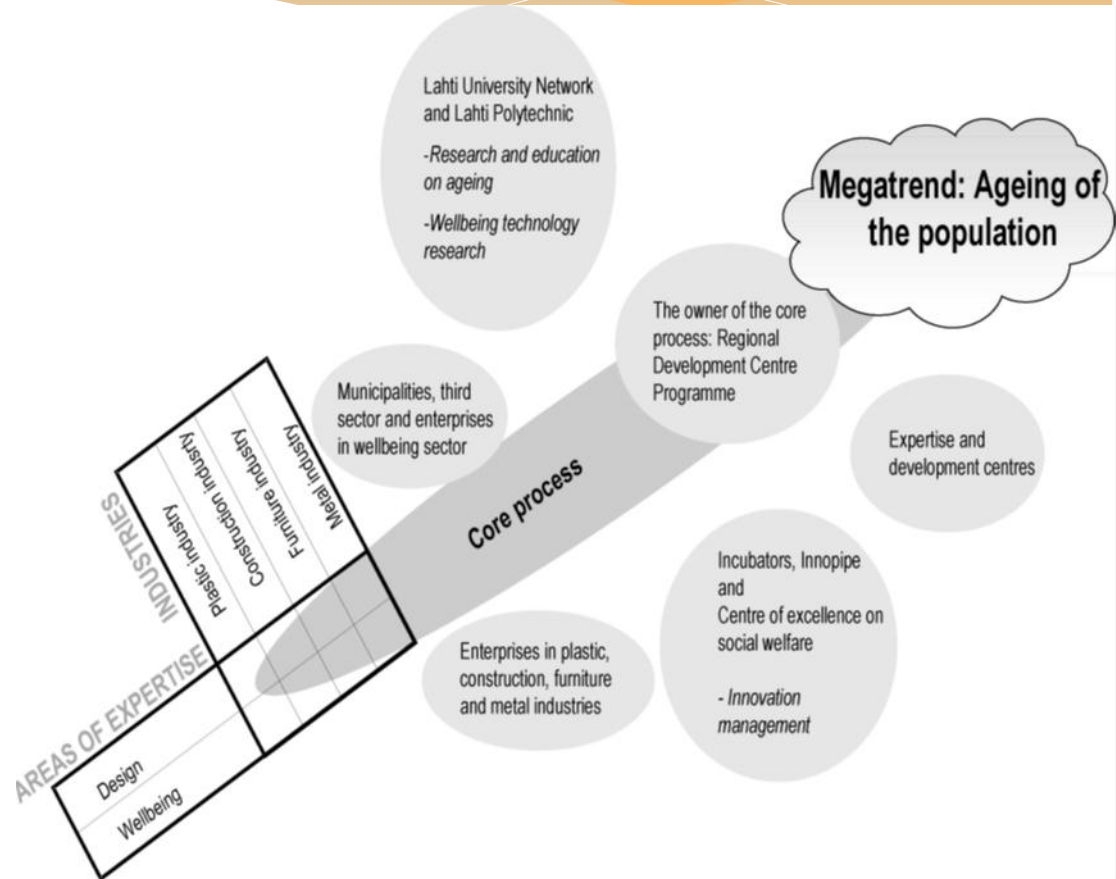 Lahti University Network
and Lahti Polytechnic
-Research and education
on ageing
-Wellbeing technology
research
Megatrend: Ageing of
the population
The owner of the core
process: Regional
Development Centre
Programme
Municipalities, third
sector and enterprises
in wellbeing sector
Expertise and
development centres
Core process
INDUSTRIES
Plastic industry
Construction indusrty
Furniture industry
Metal industry
AREAS OF EXPERTISE
Design
Wellbeing
Enterprises in plastic,
construction, furniture
and metal industries
Incubators, Innopipe
and
Centre of excellence on
social welfare
- Innovation
management